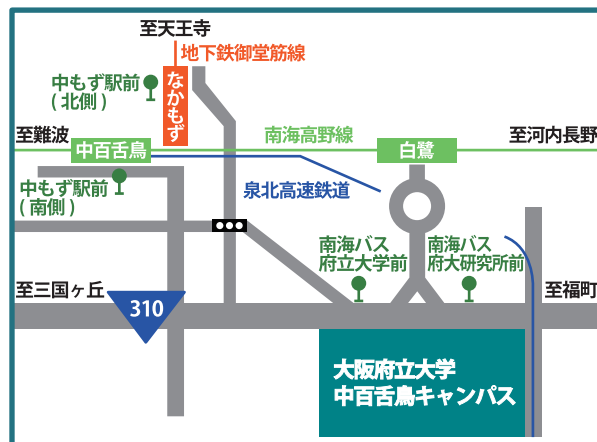 至天王寺
地下鉄御堂筋線
なかもず
中もず駅前
(北側)
至難波
中百舌鳥
南海高野線
白鷺
至河内長野
中もず駅前
(南側)
泉北高速鉄道
南海バス
府立大学前
南海バス
府大研究所前
至三国ヶ丘
310
至福町
大阪府立大学
中百舌鳥キャンパス